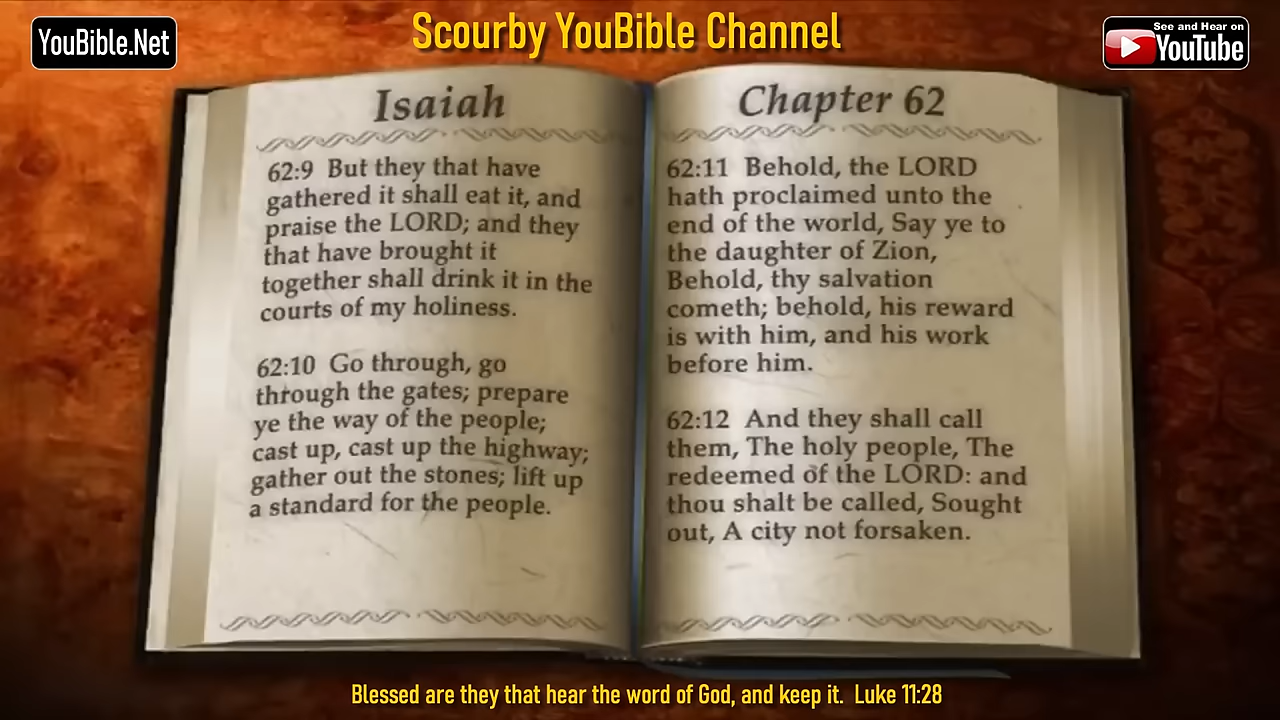 YouBible.Net
Scourby YouBible Channel
See and Hear on
YouTube
Isaiah
62:9 But they that have
gathered it shall eat it, and
praise the LORD; and they
that have brought it
together shall drink it in the
courts of my holiness.
62:10 Go through, go
through the gates; prepare
ye the way of the people;
cast up, cast up the highway;
gather out the stones; lift up
a standard for the people.
Chapter 62
62:11 Behold, the LORD
hath proclaimed unto the
end of the world, Say ye to
the daughter of Zion,
Behold, thy salvation
cometh; behold, his reward
is with him, and his work
before him.
62:12 And they shall call
them, The holy people, The
redeemed of the LORD: and
thou shalt be called, Sought
out, A city not forsaken.
Blessed are they that hear the word of God, and keep it. Luke 11:28